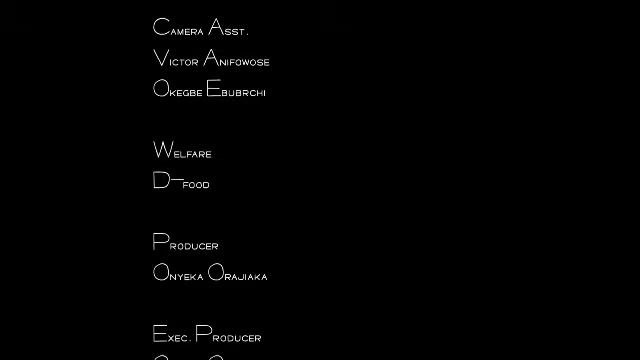 Camera Asst.
Victor Anifowose
Okegbe Ebubrchi
Welfare
D-food
Producer
Onyeka Orajiaka
Exec. Producer